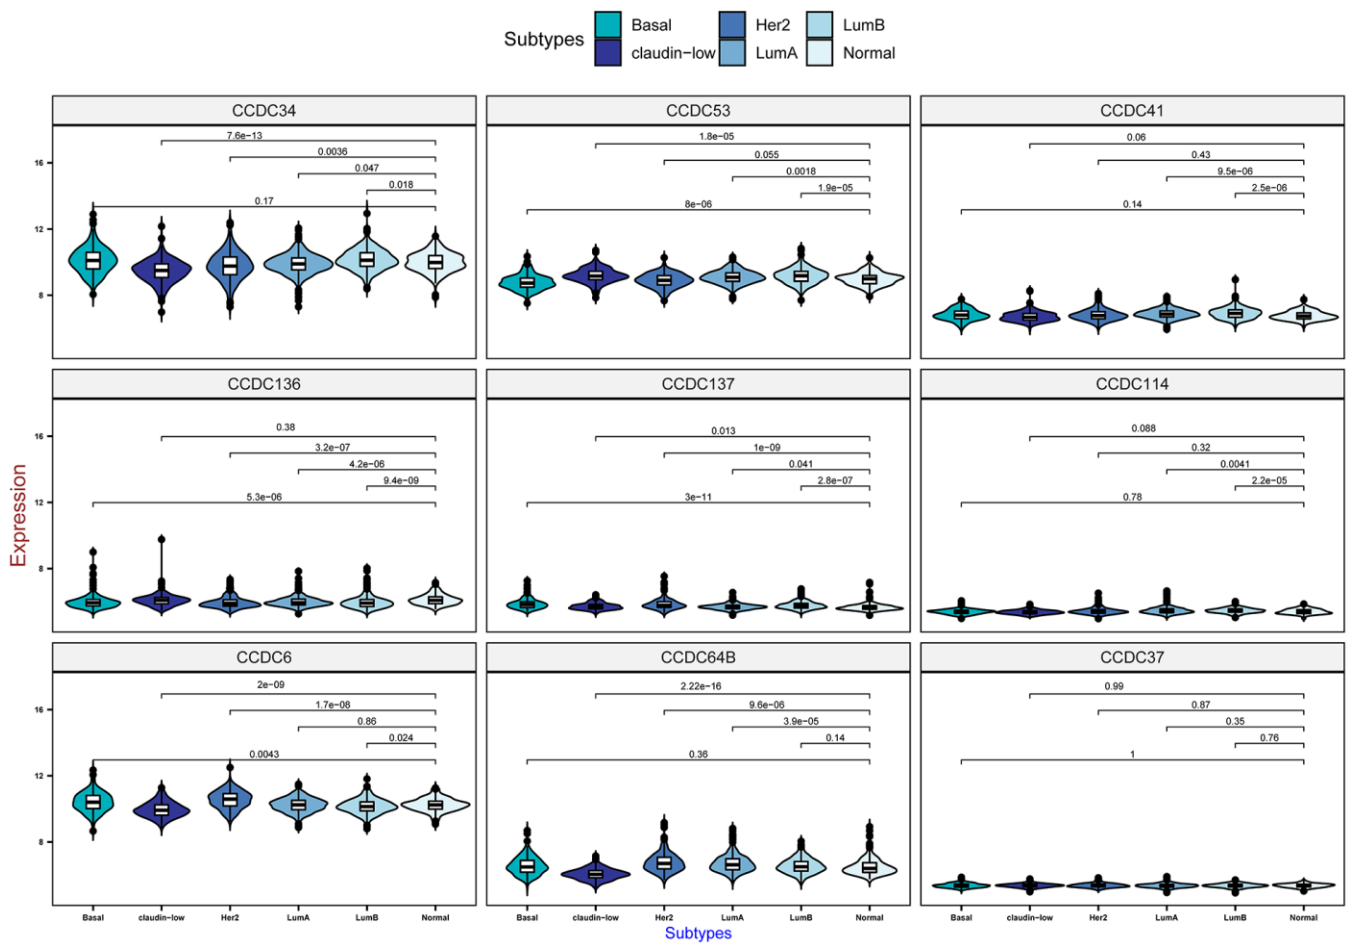 Subtypes
Basal Her2 LumB
claudin−low LumA Normal
CCDC34 CCDC53 CCDC41
7.6e−13
0.0036
0.047
0.018
0.17
1.8e−05
0.055
0.0018
1.9e−05
8e−06
0.06
0.43
9.5e−06
2.5e−06
0.14
16
12
8
CCDC136 CCDC137 CCDC114
0.38
3.2e−07
4.2e−06
9.4e−09
5.3e−06
0.013
1e−09
0.041
2.8e−07
3e−11
0.088
0.32
0.0041
2.2e−05
0.78
16
12
8
Expression
CCDC6 CCDC64B CCDC37
2e−09
1.7e−08
0.86
0.024
0.0043
2.22e−16
9.6e−06
3.9e−05
0.14
0.36
0.99
0.87
0.35
0.76
1
16
12
8
Basal claudin−low Her2 LumA LumB Normal Basal claudin−low Her2 LumA LumB Normal Basal claudin−low Her2 LumA LumB Normal
Subtypes